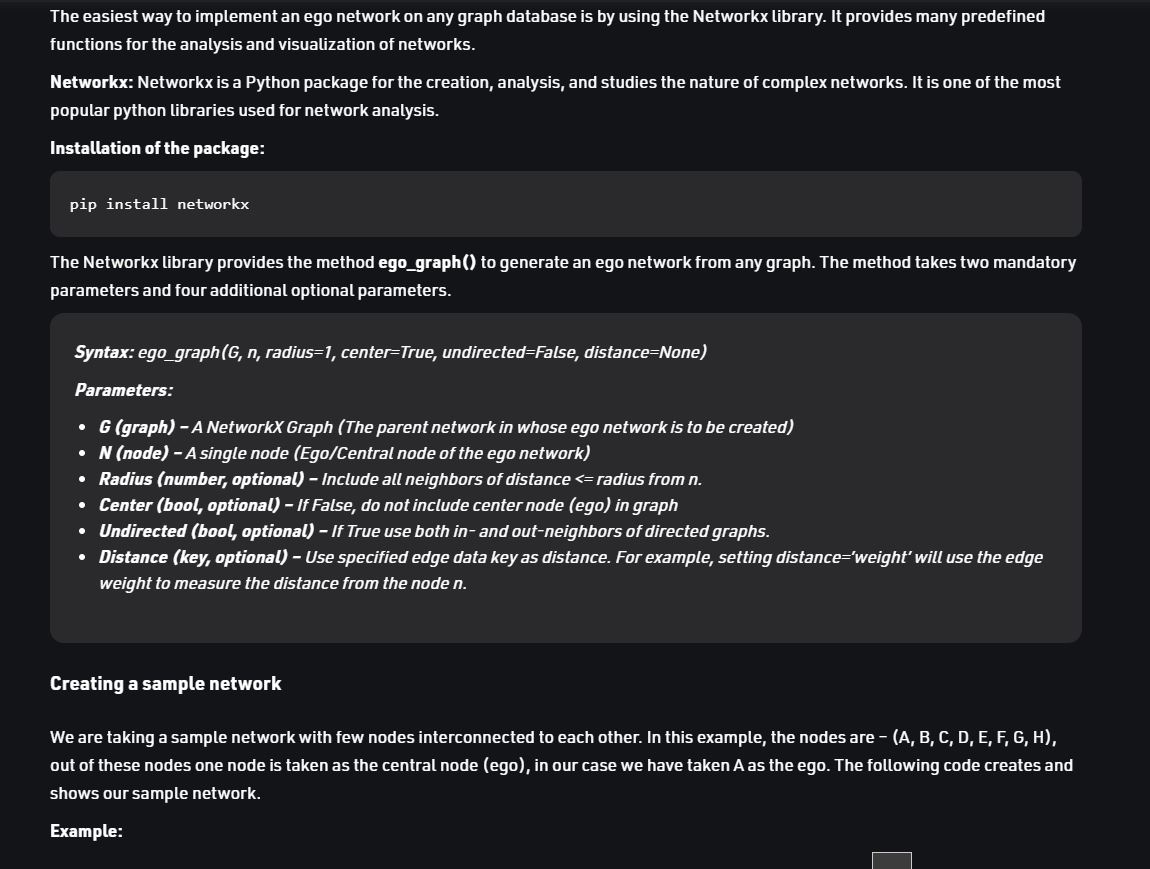 The easiest way to implement an ego network on any graph database is by using the Networkx library. It provides many predefined
functions for the analysis and visualization of networks.
Networkx: Networkx is a Python package for the creation, analysis, and studies the nature of complex networks. It is one of the most
popular python libraries used for network analysis.
Installation of the package:
pip install networkx
The Networkx library provides the method ego_graph() to generate an ego network from any graph. The method takes two mandatory
parameters and four additional optional parameters.
Syntax: ego_graph(G, n, radius=1, center=True, undirected=False, distance=None)
Parameters:
• G (graph) – A NetworkX Graph (The parent network in whose ego network is to be created)
• N (node) – A single node (Ego/Central node of the ego network)
• Radius (number, optional) – Include all neighbors of distance <= radius from n.
• Center (bool, optional) – If False, do not include center node (ego) in graph
• Undirected (bool, optional) – If True use both in- and out-neighbors of directed graphs.
• Distance (key, optional) – Use specified edge data key as distance. For example, setting distance=’weight’ will use the edge
weight to measure the distance from the node n.
Creating a sample network
We are taking a sample network with few nodes interconnected to each other. In this example, the nodes are – (A, B, C, D, E, F, G, H),
out of these nodes one node is taken as the central node (ego), in our case we have taken A as the ego. The following code creates and
shows our sample network.
Example: